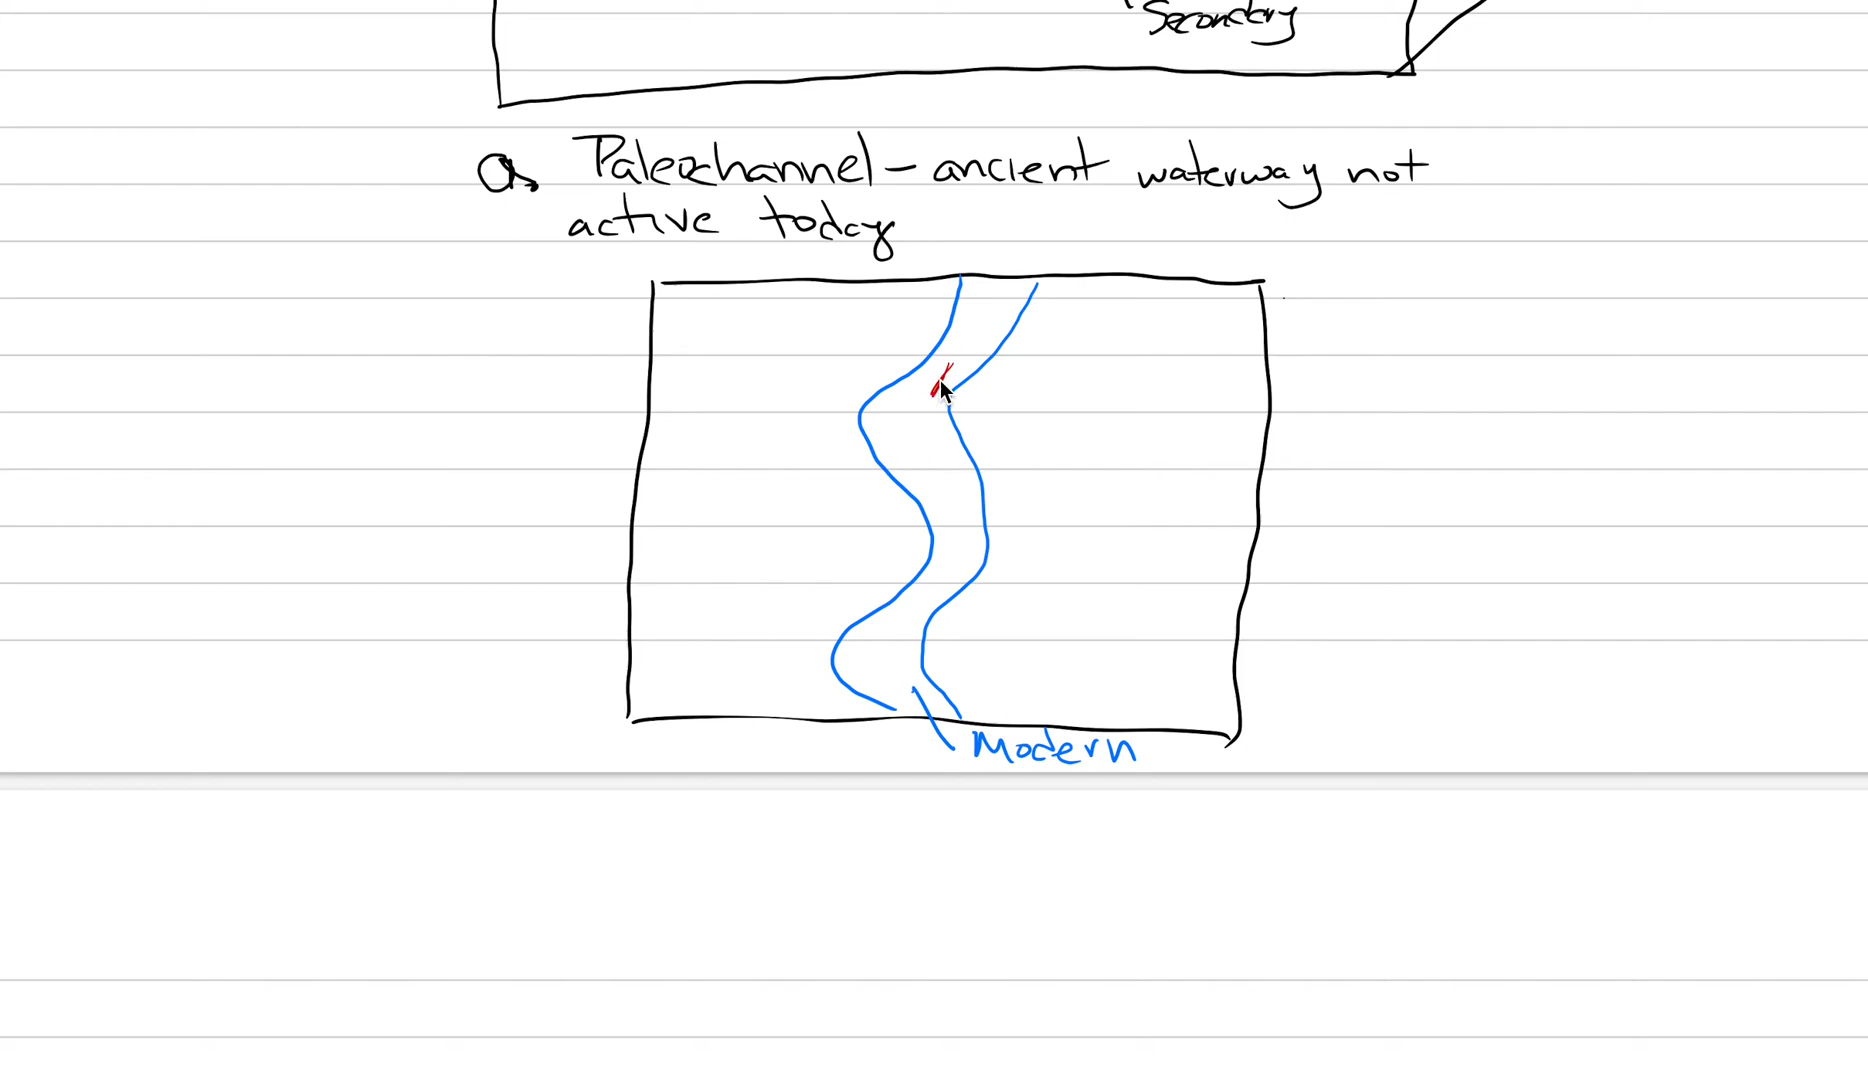 Secondary
a. Paleochannel - ancient waterway not
active today
Modern